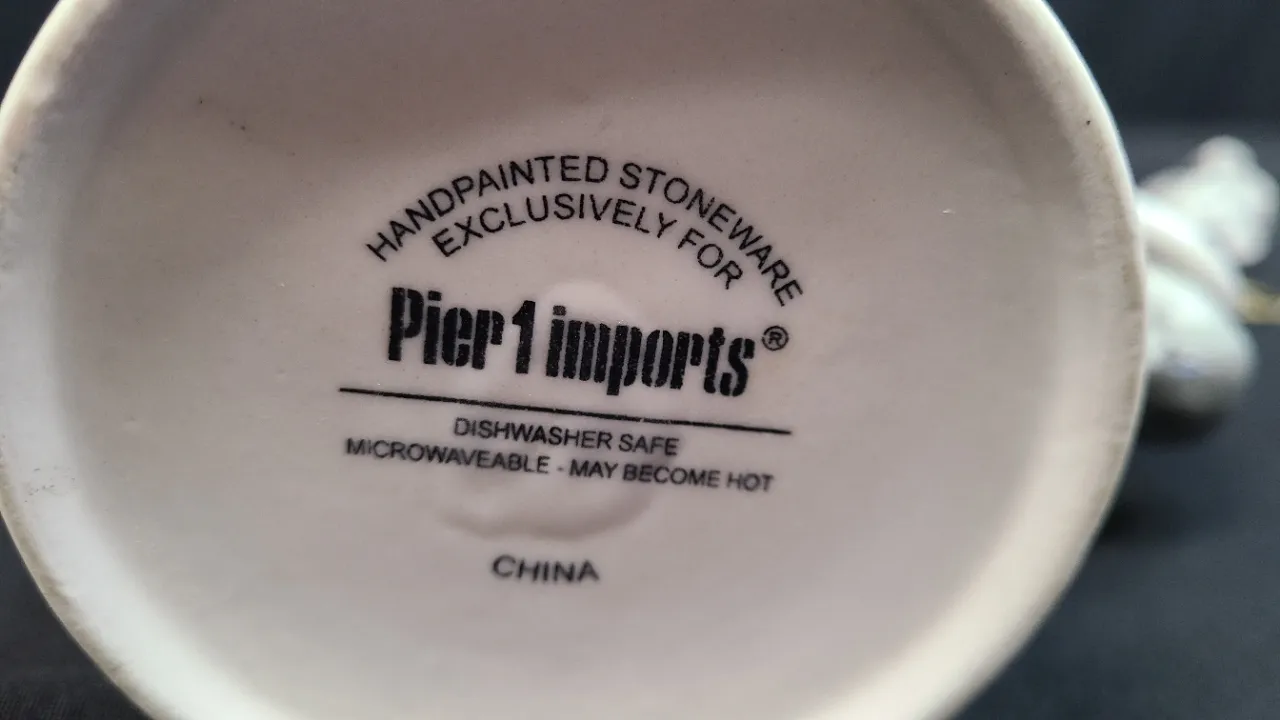 HANDPAINTED STONEWARE
EXCLUSIVELY FOR
Pier 1 imports®
DISHWASHER SAFE
MICROWAVEABLE - MAY BECOME HOT
CHINA